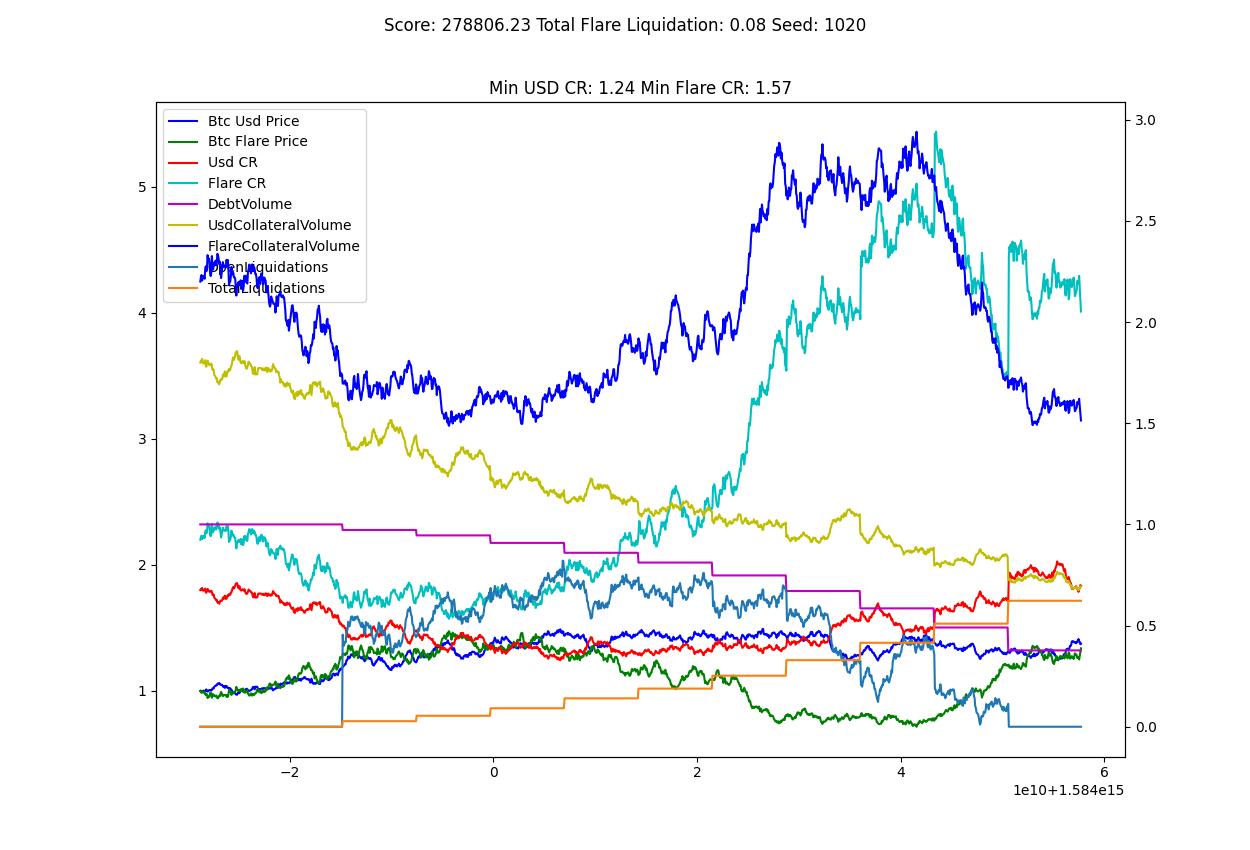 Score: 278806.23 Total Flare Liquidation: 0.08 Seed: 1020
Min USD CR: 1.24 Min Flare CR: 1.57
Btc Usd Price
Btc Flare Price
Usd CR
Flare CR
DebtVolume
UsdCollateralVolume
FlareCollateralVolume
OpenLiquidations
TotalLiquidations
5
4
3
2
1
3.0
2.5
2.0
1.5
1.0
0.5
0.0
−2 0 2 4 6
1e10+1.584e15